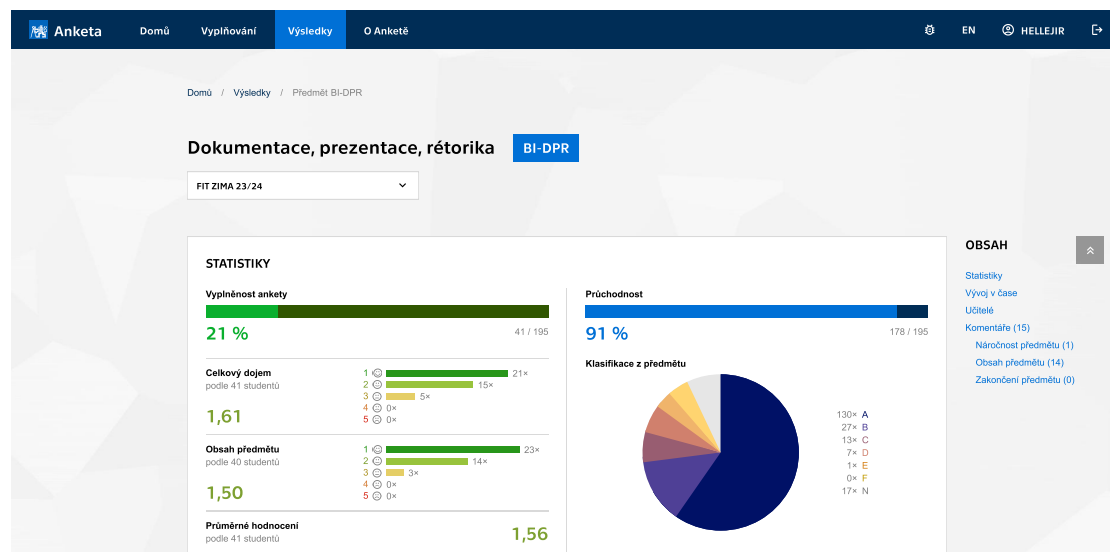 Anketa Domů Vyplňování Výsledky O Anketě EN HELLEJIR
Domů / Výsledky / Předmět BI-DPR
Dokumentace, prezentace, rétorika BI-DPR
FIT ZIMA 23/24
STATISTIKY
Vyplněnost ankety
21 % 41 / 195
Celkový dojem
podle 41 studentů
1,61
1 21×
2 15×
3 5×
4 0×
5 0×
Obsah předmětu
podle 40 studentů
1,50
1 23×
2 14×
3 3×
4 0×
5 0×
Průměrné hodnocení
podle 41 studentů
1,56
Průchodnost
91 % 178 / 195
Klasifikace z předmětu
130× A
27× B
13× C
7× D
1× E
0× F
17× N
OBSAH
Statistiky
Vývoj v čase
Učitelé
Komentáře (15)
Náročnost předmětu (1)
Obsah předmětu (14)
Zakončení předmětu (0)